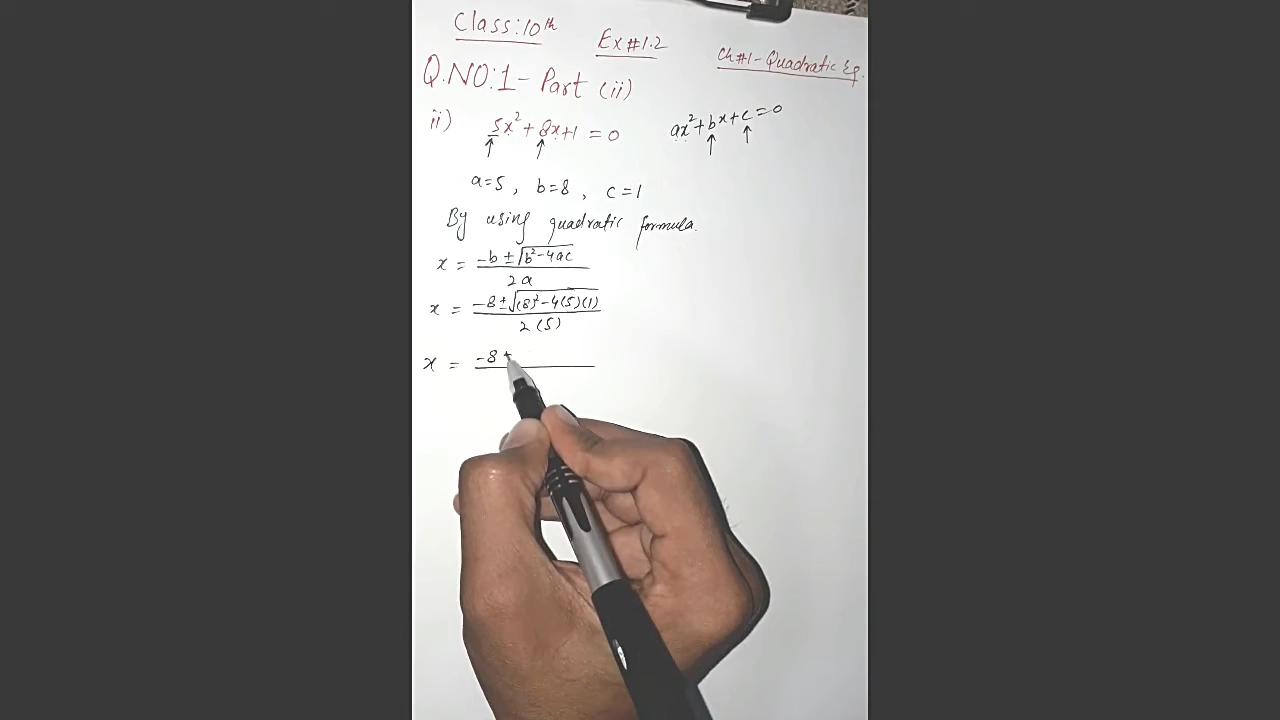 Class:10th
Ex#1.2
Ch#1-Quadratic Eq.
Q.NO:1- Part (ii)
ii) 5x²+8x+1=0
ax²+bx+c=0
a=5, b=8, c=1
By using quadratic formula.
x = -b±√b²-4ac / 2a
x = -8±√(8)²-4(5)(1) / 2(5)
x = -8+